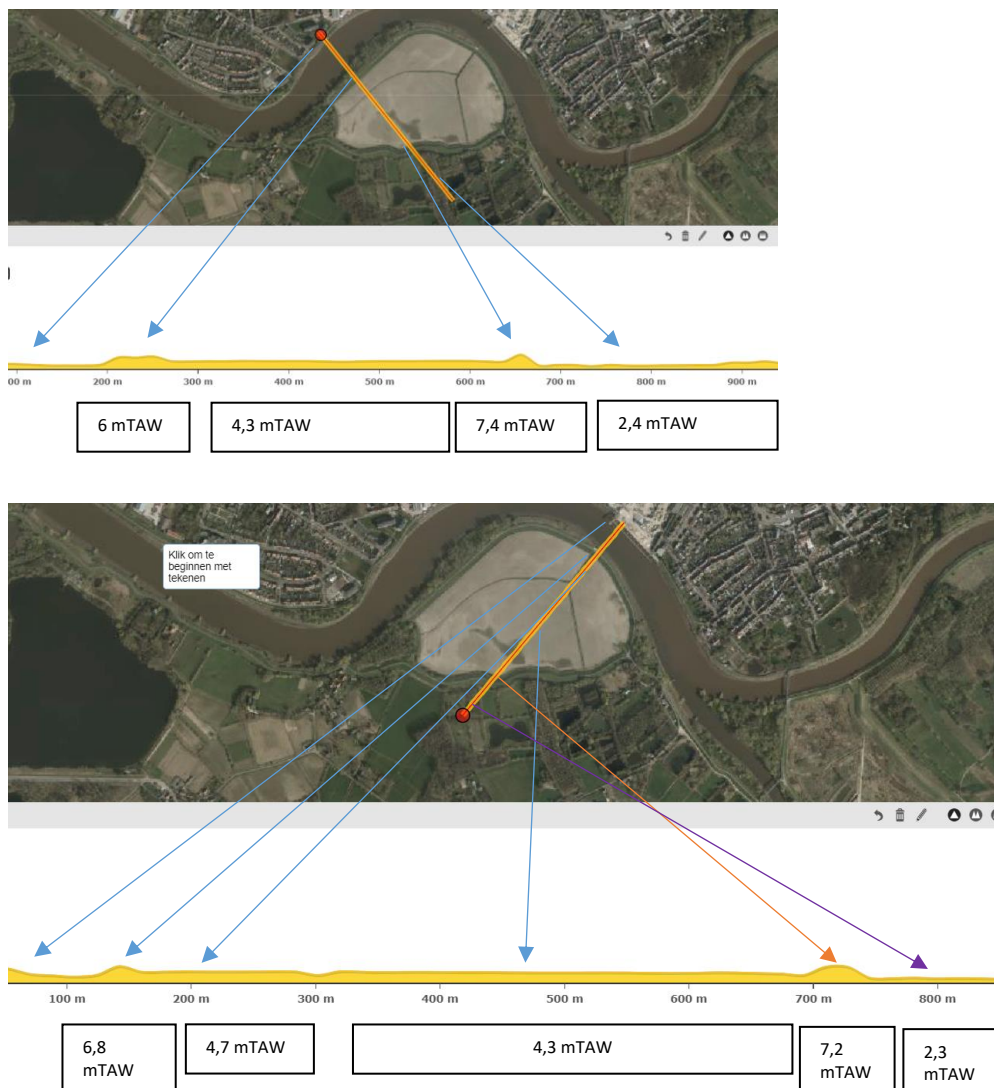 00 m 200 m 300 m 400 m 500 m 600 m 700 m 800 m 900 m
6 mTAW 4,3 mTAW 7,4 mTAW 2,4 mTAW
Klik om te
beginnen met
tekenen
100 m 200 m 300 m 400 m 500 m 600 m 700 m 800 m
6,8
mTAW
4,7 mTAW
4,3 mTAW
7,2
mTAW
2,3
mTAW